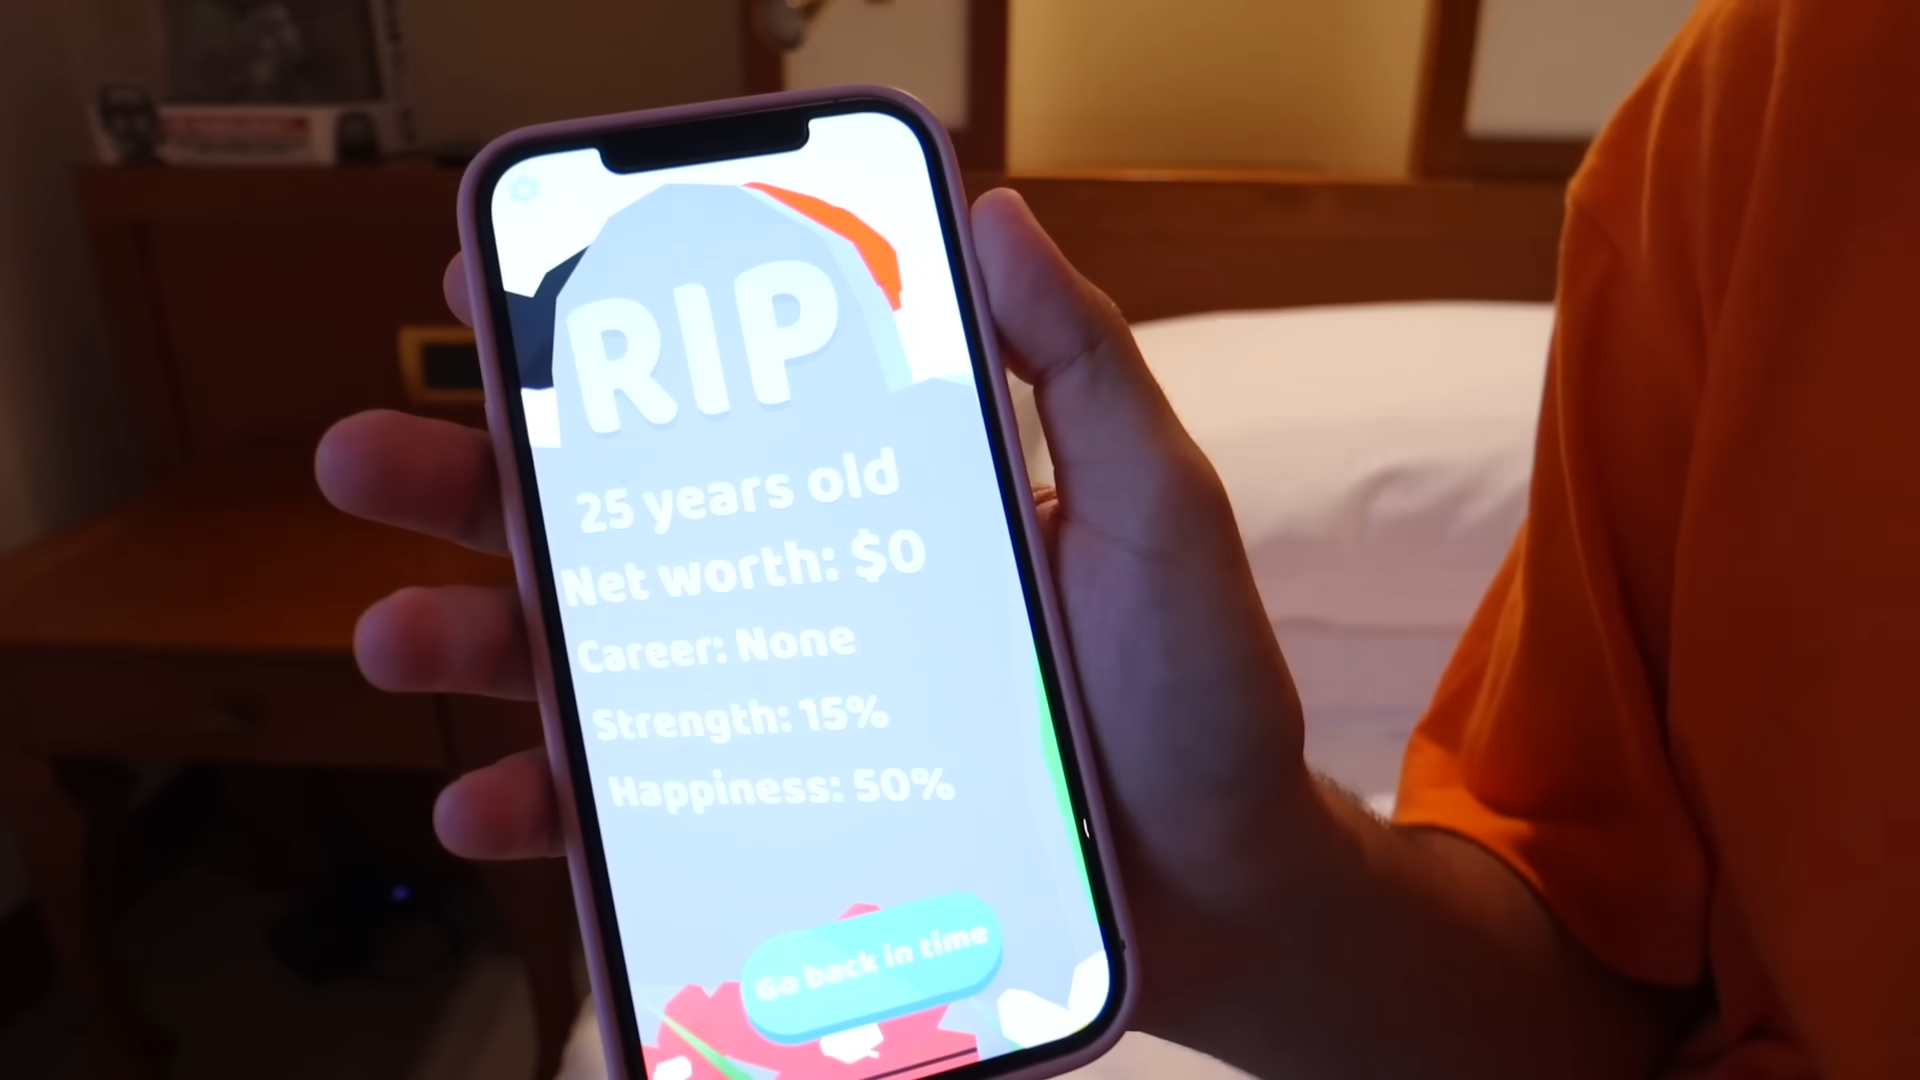 RIP
25 years old
Net worth: $0
Career: None
Strength: 15%
Happiness: 50%
Go back in time